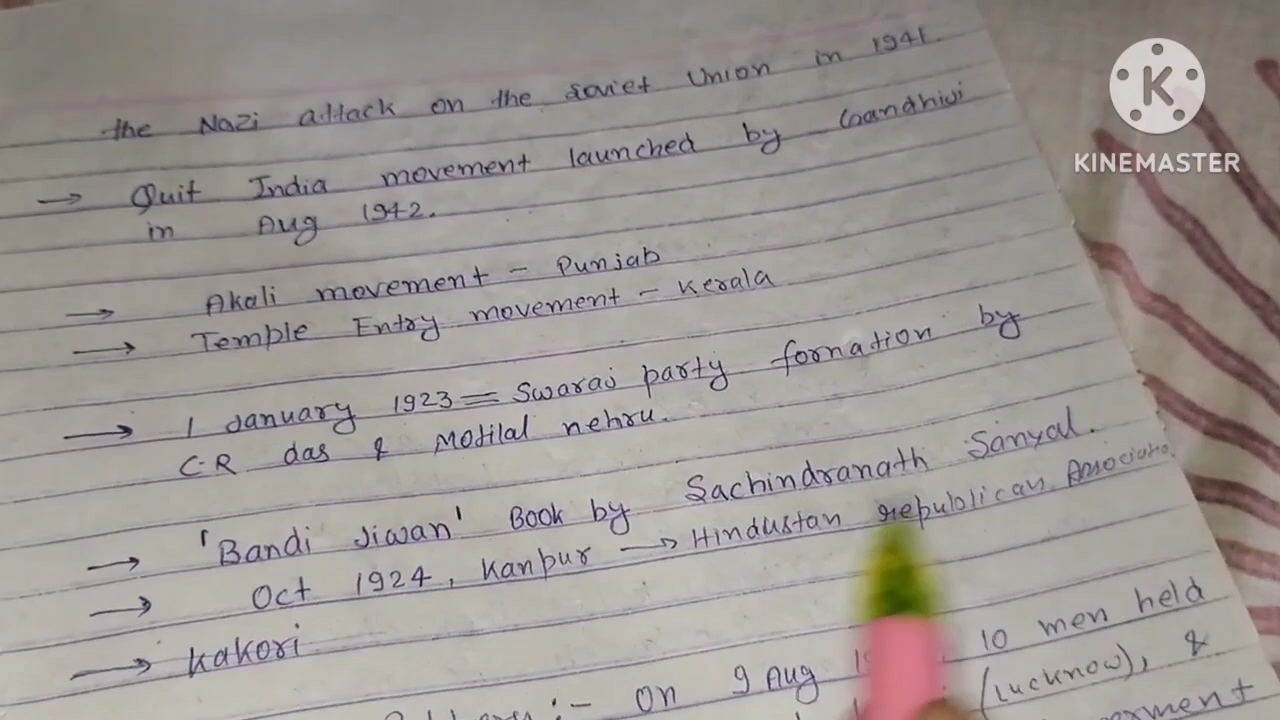 the Nazi attack on the Soviet Union in 1941
→ Quit India movement launched by Gandhiji
in Aug 1942.
→ Akali movement - Punjab
→ Temple Entry movement - Kerala
→ 1 January 1923 = Swaraj party fornation by
C.R das & Motilal nehru.
→ 'Bandi Jiwan' Book by Sachindranath Sanyal.
→ Oct 1924, Kanpur → Hindustan republican Associatio
→ Kakori
:- On 9 Aug 10 men held
(Lucknow), &
KINEMASTER